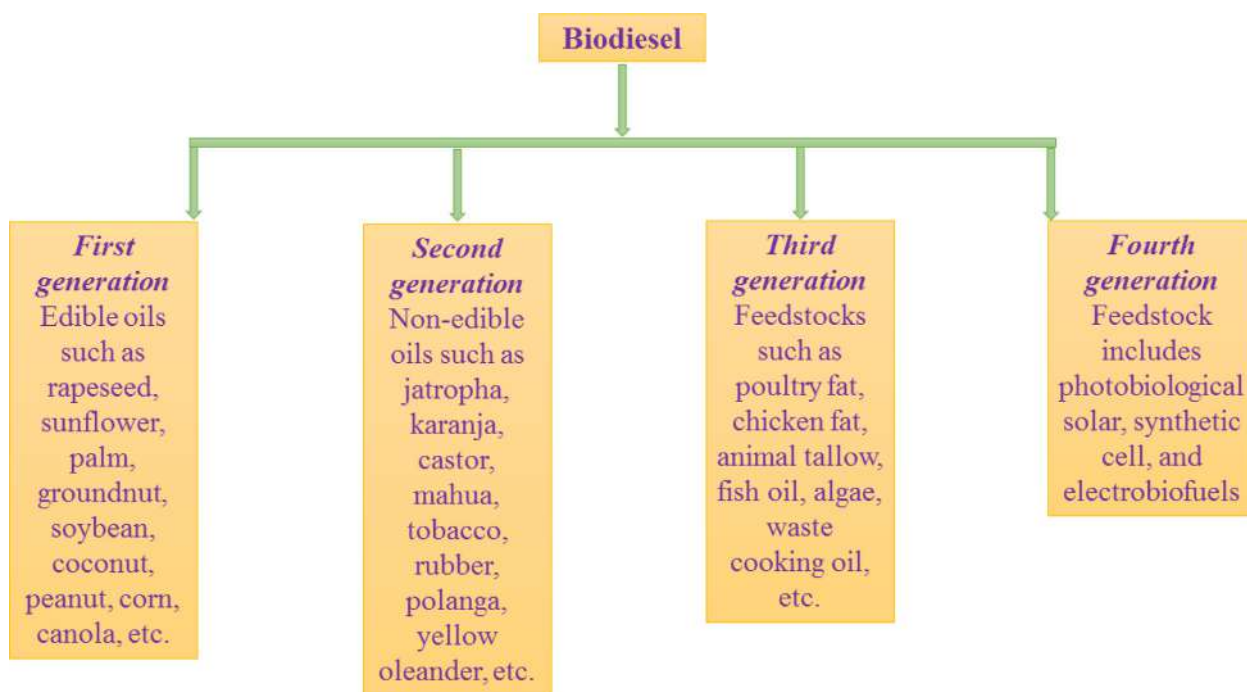 Biodiesel
First
generation
Edible oils
such as
rapeseed,
sunflower,
palm,
groundnut,
soybean,
coconut,
peanut, corn,
canola, etc.
Second
generation
Non-edible
oils such as
jatropha,
karanja,
castor,
mahua,
tobacco,
rubber,
polanga,
yellow
oleander, etc.
Third
generation
Feedstocks
such as
poultry fat,
chicken fat,
animal tallow,
fish oil, algae,
waste
cooking oil,
etc.
Fourth
generation
Feedstock
includes
photobiological
solar, synthetic
cell, and
electrobiofuels